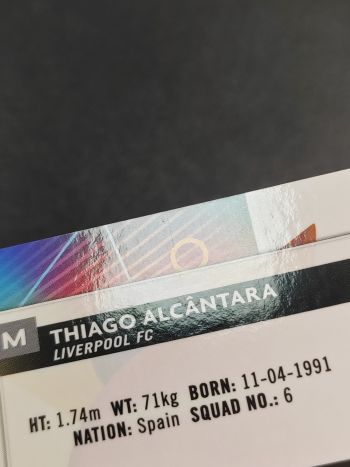 M THIAGO ALCÂNTARA
LIVERPOOL FC
HT: 1.74m WT: 71kg BORN: 11-04-1991
NATION: Spain SQUAD NO.: 6